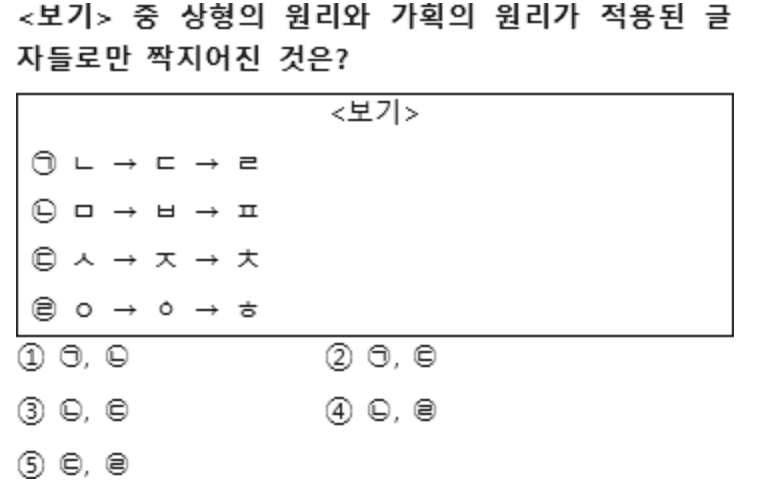 <보기> 중 상형의 원리와 가획의 원리가 적용된 글
자들로만 짝지어진 것은?
<보기>
㉠ ㄴ → ㄷ → ㄹ
㉡ ㅁ → ㅂ → ㅍ
㉢ ㅅ → ㅈ → ㅊ
㉣ ㅇ → ㆆ → ㅎ
① ㉠, ㉡
② ㉠, ㉢
③ ㉡, ㉢
④ ㉡, ㉣
⑤ ㉢, ㉣